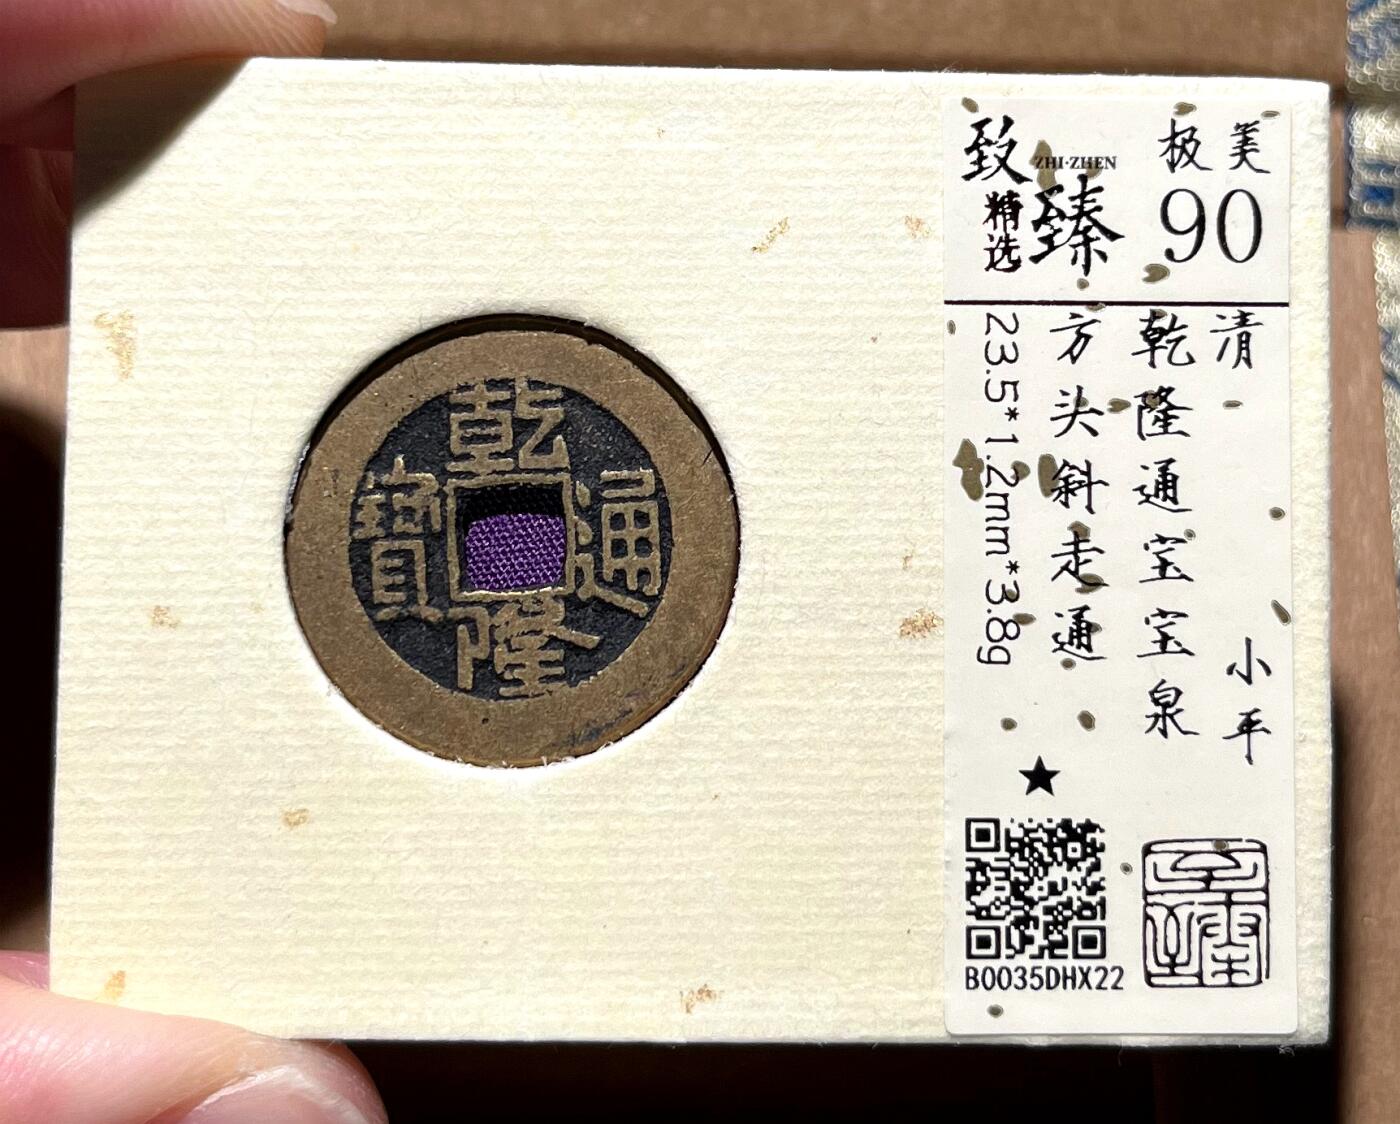 乾隆通寶
致臻
ZHI·ZHEN
精选
极美
90
清 小平
乾隆通宝宝泉
方头斜走通
23.5*1.2mm*3.8g
★
B0035DHX22